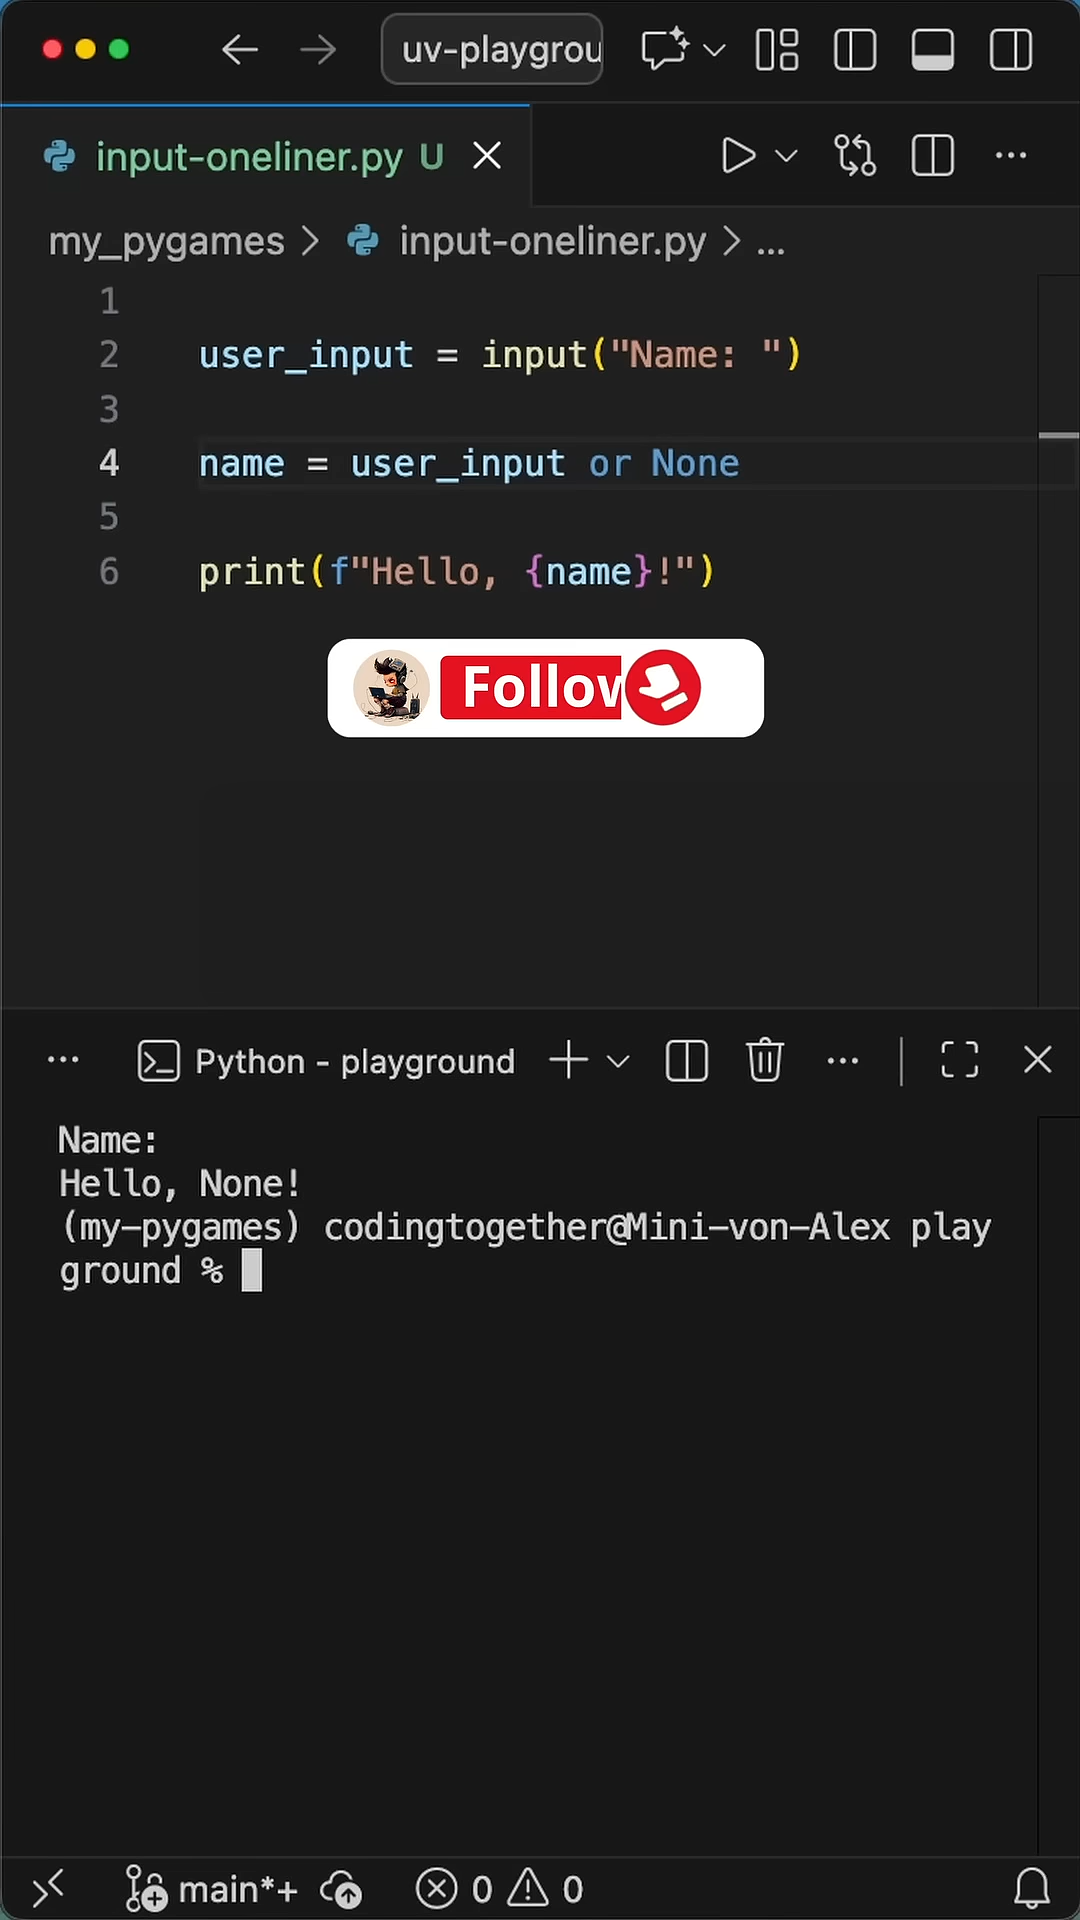 uv-playgrou
input-oneliner.py U
my_pygames > input-oneliner.py > ...
1
2 user_input = input("Name: ")
3
4 name = user_input or None
5
6 print(f"Hello, {name}!")
Follow
Python - playground
Name:
Hello, None!
(my-pygames) codingtogether@Mini-von-Alex play
ground %
main*+ 0 0